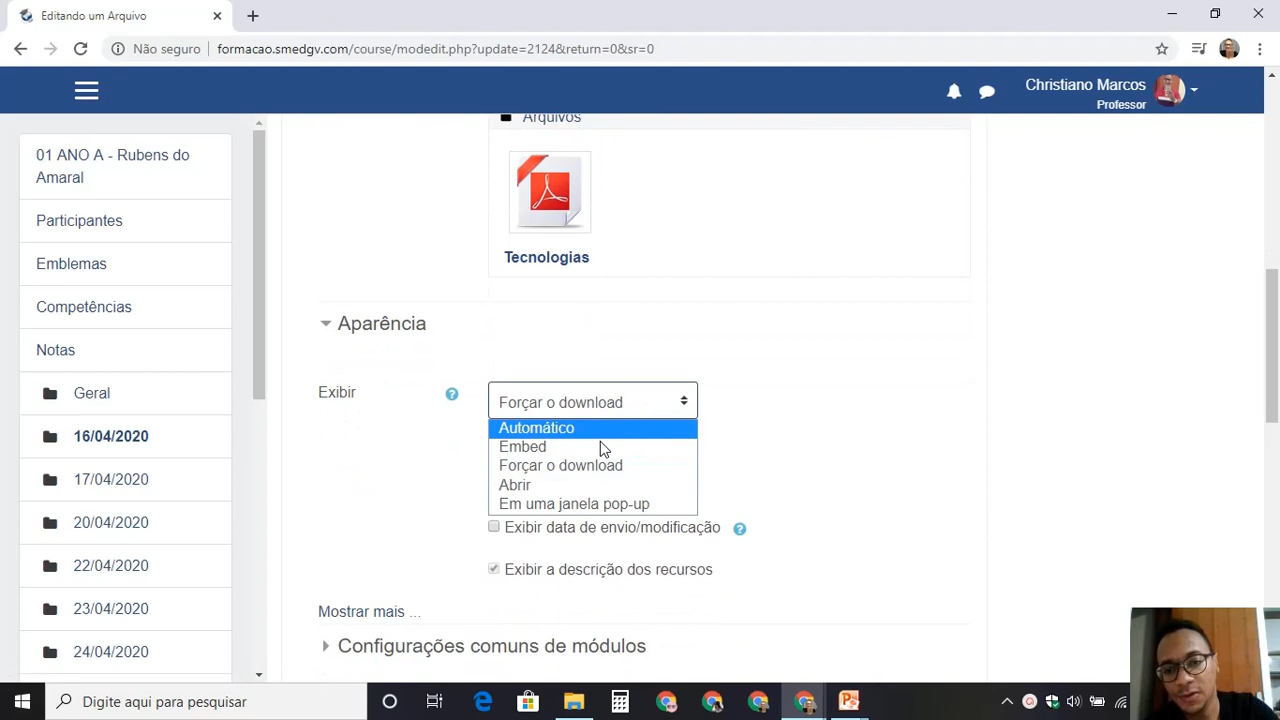 Editando um Arquivo
Não seguro
formacao.smedgv.com/course/modedit.php?update=2124&return=0&sr=0
Christiano Marcos
Professor
01 ANO A - Rubens do
Amaral
Participantes
Emblemas
Competências
Notas
Geral
16/04/2020
17/04/2020
20/04/2020
22/04/2020
23/04/2020
24/04/2020
Arquivos
Tecnologias
Aparência
Exibir
Forçar o download
Automático
Embed
Forçar o download
Abrir
Em uma janela pop-up
Exibir data de envio/modificação
Exibir a descrição dos recursos
Mostrar mais ...
Configurações comuns de módulos
Digite aqui para pesquisar